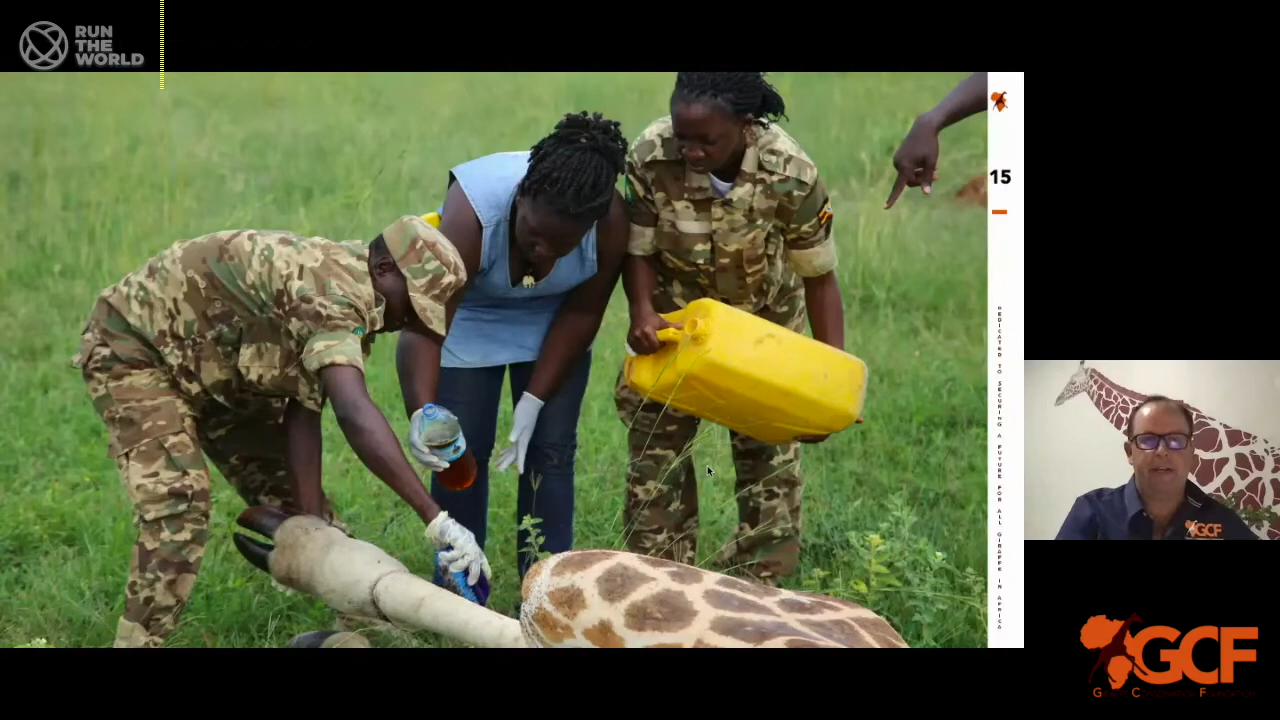 RUN
THE
WORLD
15
DEDICATED TO SECURING A FUTURE FOR ALL GIRAFFE IN AFRICA
GCF
GCF